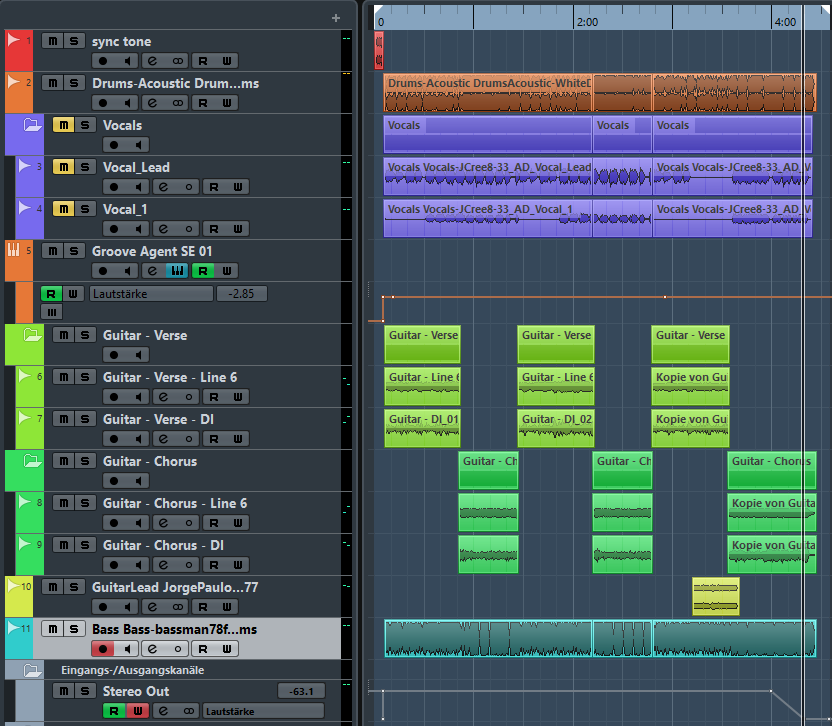 +
0 2:00 4:00
1 m S sync tone
R W
2 m S Drums-Acoustic Drum...ms
R W
Drums-Acoustic DrumsAcoustic-WhiteD
m S Vocals
Vocals Vocals Vocals
3 m S Vocal_Lead
R W
Vocals Vocals-JCree8-33_AD_Vocal_Lead Vocals Vocals-JCree8-33_AD_V
4 m S Vocal_1
R W
Vocals Vocals-JCree8-33_AD_Vocal_1 Vocals Vocals-JCree8-33_AD_V
5 m S Groove Agent SE 01
R W
R W Lautstärke -2.85
m S Guitar - Verse
Guitar - Verse Guitar - Verse Guitar - Verse
6 m S Guitar - Verse - Line 6
R W
Guitar - Line 6 Guitar - Line 6 Kopie von Gui
7 m S Guitar - Verse - DI
R W
Guitar - DI_01 Guitar - DI_02 Kopie von Gui
m S Guitar - Chorus
Guitar - Ch Guitar - Ch Guitar - Chorus
8 m S Guitar - Chorus - Line 6
R W
Kopie von Guita
9 m S Guitar - Chorus - DI
R W
Kopie von Guita
10 m S GuitarLead JorgePaulo...77
R W
11 m S Bass Bass-bassman78f...ms
R W
Eingangs-/Ausgangskanäle
m S Stereo Out -63.1
R W Lautstärke